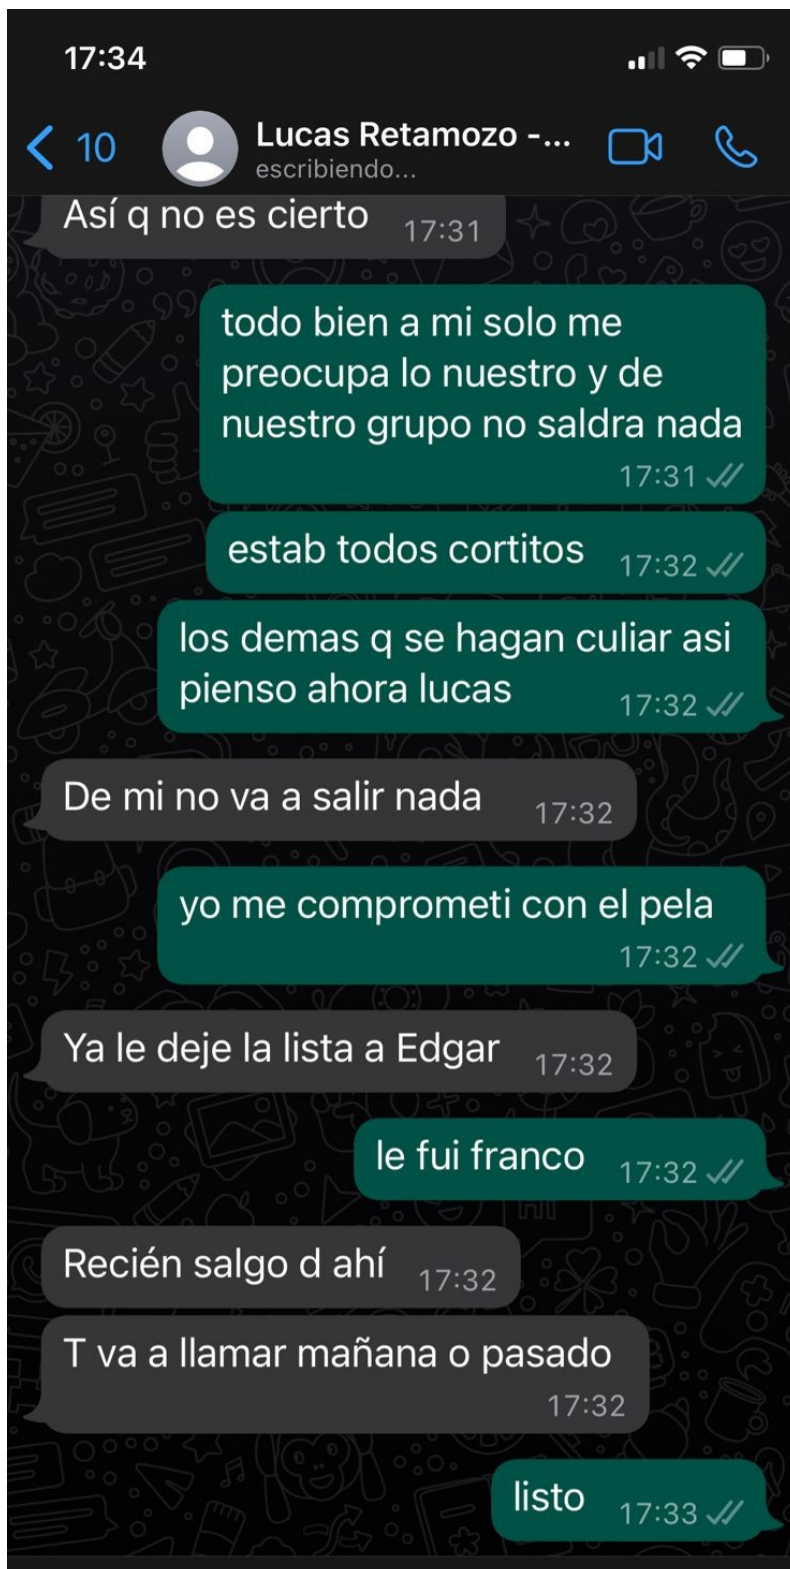 17:34
10
Lucas Retamozo -...
escribiendo...
Así q no es cierto 17:31
todo bien a mi solo me
preocupa lo nuestro y de
nuestro grupo no saldra nada
17:31
estab todos cortitos 17:32
los demas q se hagan culiar asi
pienso ahora lucas 17:32
De mi no va a salir nada 17:32
yo me comprometi con el pela
17:32
Ya le deje la lista a Edgar 17:32
le fui franco 17:32
Recién salgo d ahí 17:32
T va a llamar mañana o pasado
17:32
listo 17:33